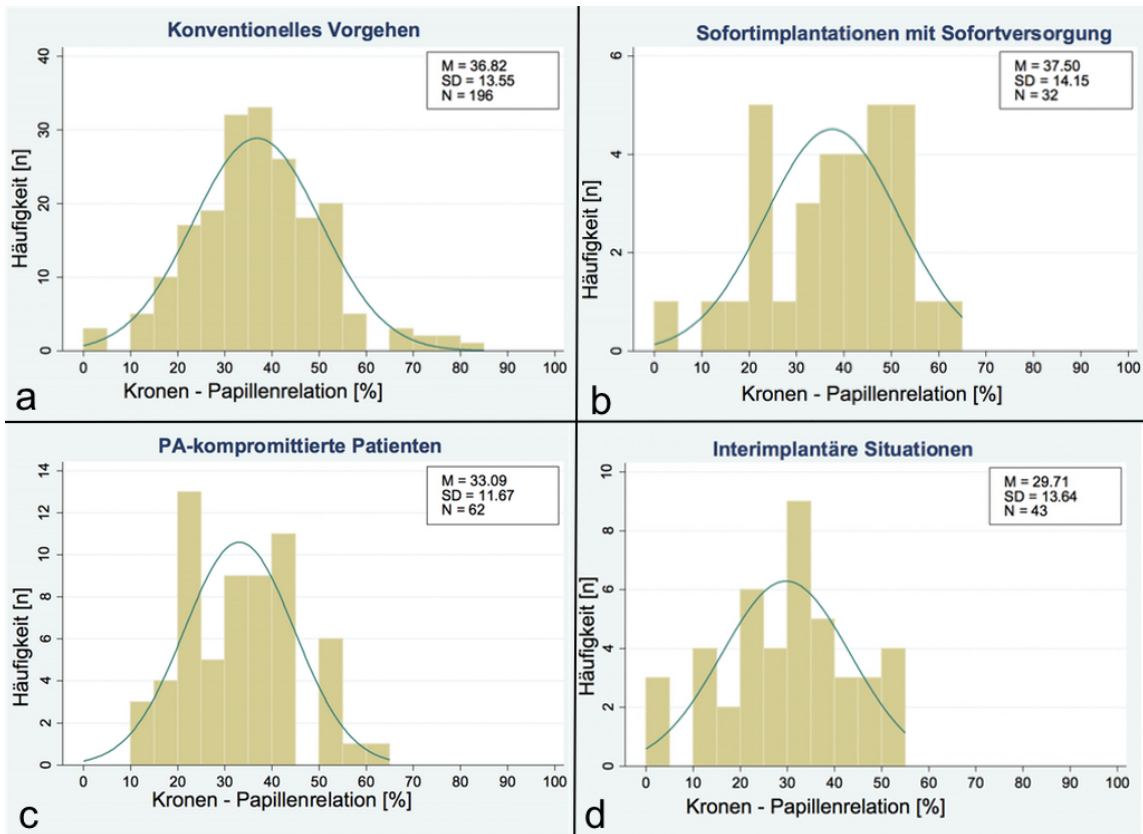 Konventionelles Vorgehen
M = 36.82
SD = 13.55
N = 196
Häufigkeit [n]
40
30
20
10
0
0 10 20 30 40 50 60 70 80 90 100
Kronen - Papillenrelation [%]
a
Sofortimplantationen mit Sofortversorgung
M = 37.50
SD = 14.15
N = 32
Häufigkeit [n]
6
4
2
0
0 10 20 30 40 50 60 70 80 90 100
Kronen - Papillenrelation [%]
b
PA-kompromittierte Patienten
M = 33.09
SD = 11.67
N = 62
Häufigkeit [n]
14
12
10
8
6
4
2
0
0 10 20 30 40 50 60 70 80 90 100
Kronen - Papillenrelation [%]
c
Interimplantäre Situationen
M = 29.71
SD = 13.64
N = 43
Häufigkeit [n]
10
8
6
4
2
0
0 10 20 30 40 50 60 70 80 90 100
Kronen - Papillenrelation [%]
d